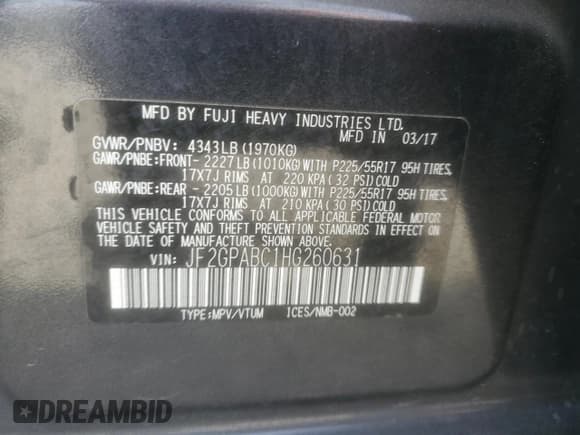 MFD BY FUJI HEAVY INDUSTRIES LTD.
MFD IN 03/17
GVWR/PNBV: 4343LB (1970KG)
GAWR/PNBE:FRONT- 2227LB (1010KG)WITH P225/55R17 95H TIRES,
17X7J RIMS AT 220 KPA (32 PSI)COLD
GAWR/PNBE:REAR - 2205LB (1000KG)WITH P225/55R17 95H TIRES,
17X7J RIMS AT 210 KPA (30 PSI)COLD
THIS VEHICLE CONFORMS TO ALL APPLICABLE FEDERAL MOTOR
VEHICLE SAFETY AND THEFT PREVENTION STANDARDS IN EFFECT ON
THE DATE OF MANUFACTURE SHOWN ABOVE.
VIN: JF2GPABC1HG260631
TYPE:MPV/VTUM ICES/NMB-002
DREAMBID